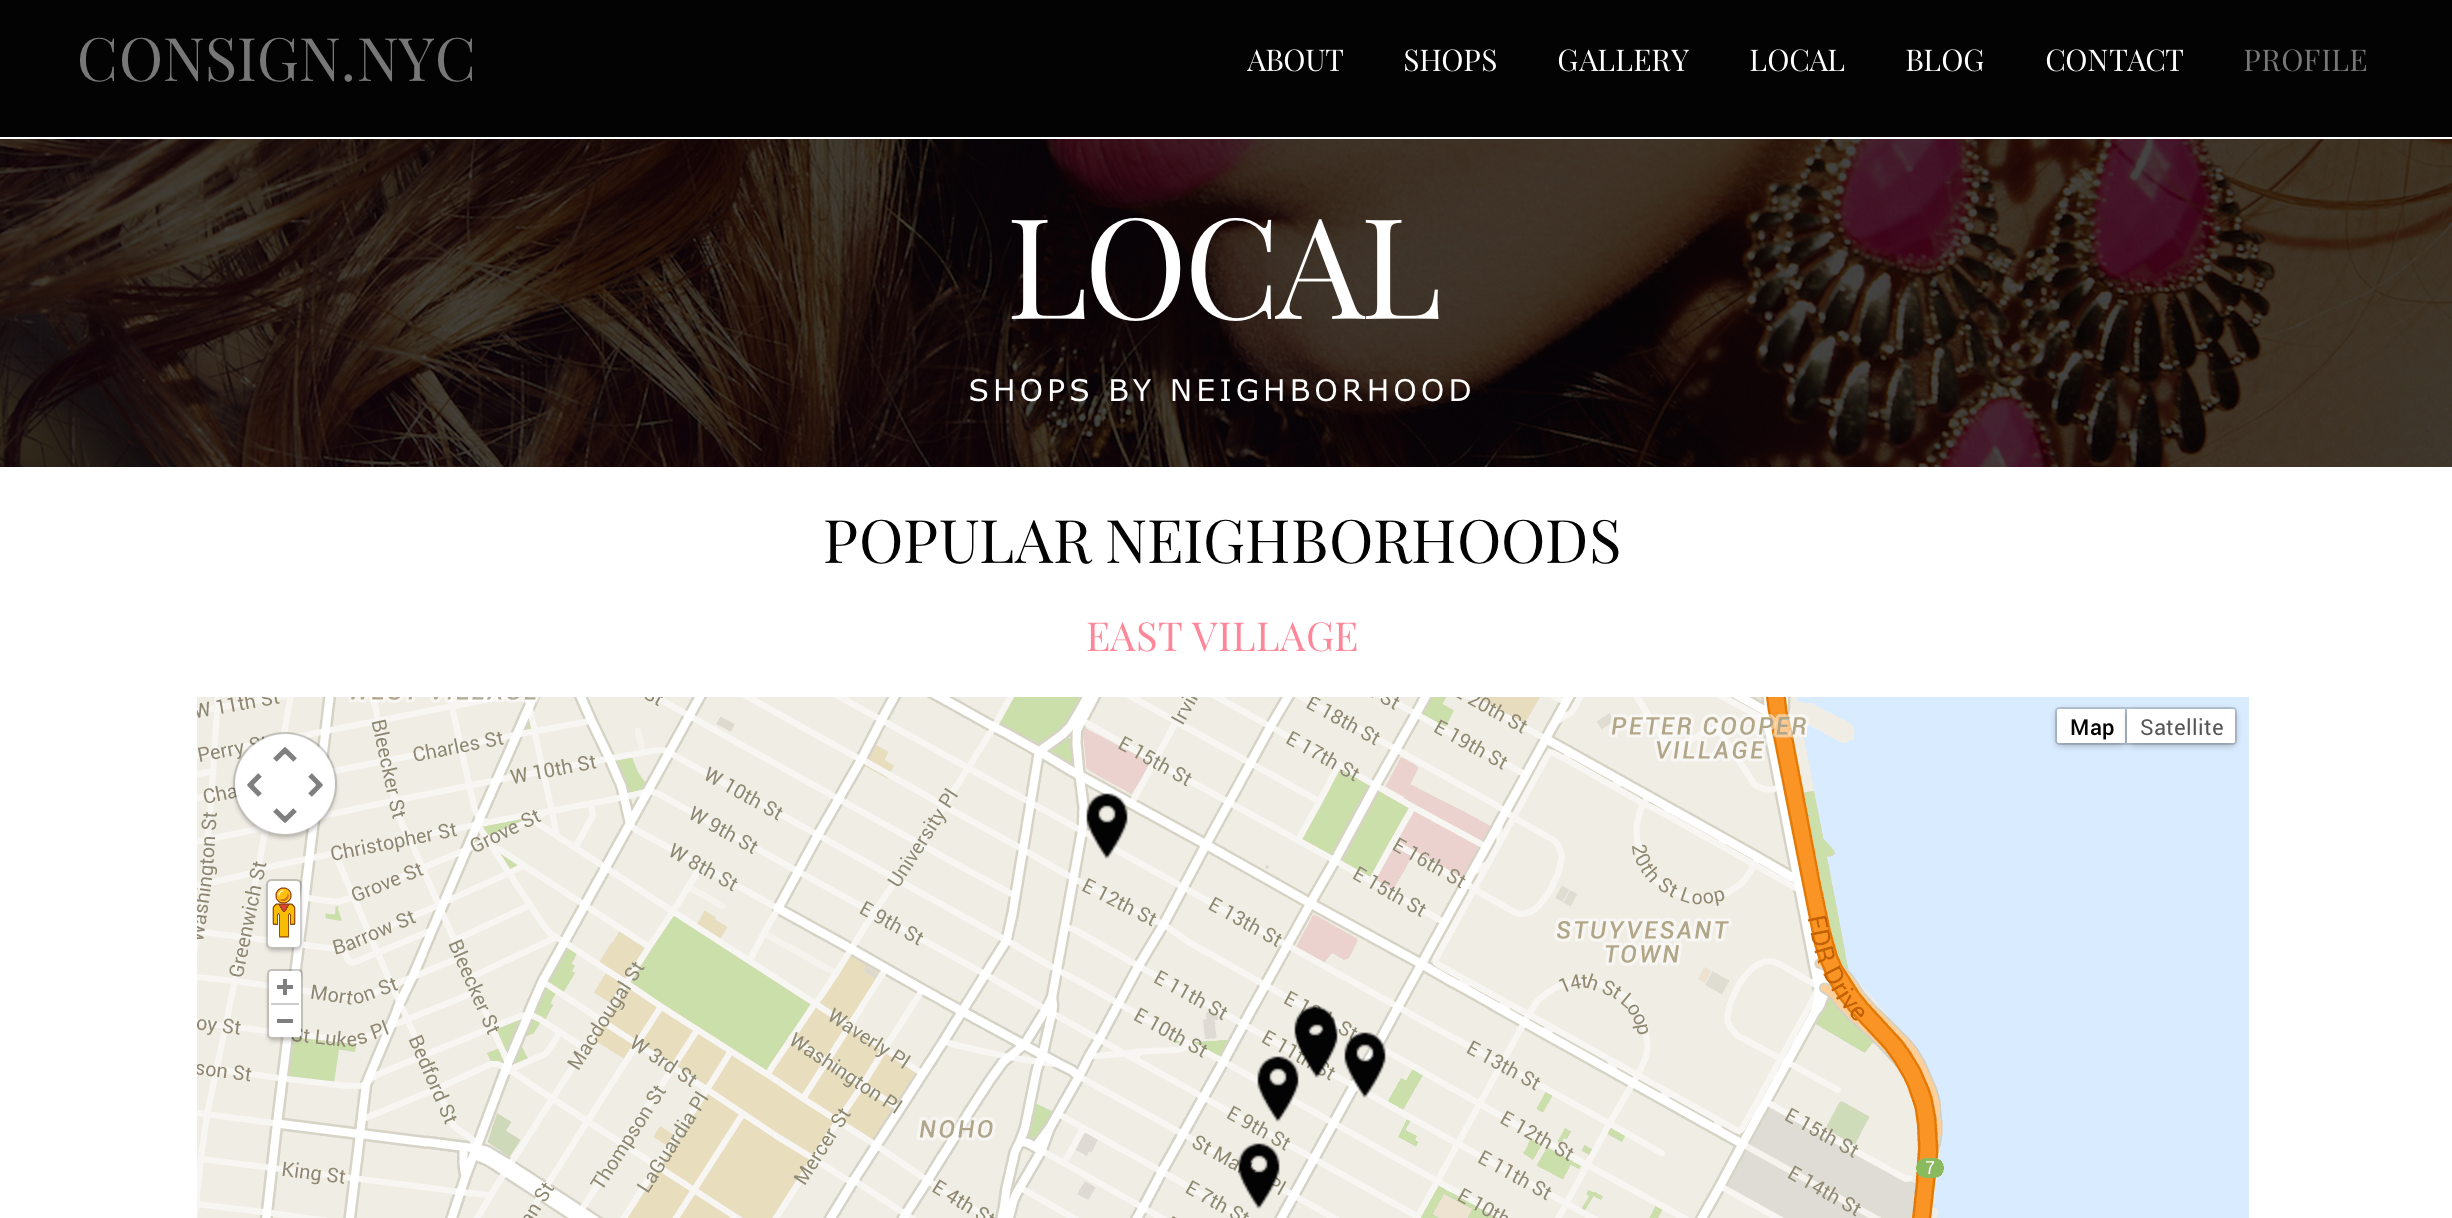 CONSIGN.NYC
ABOUT SHOPS GALLERY LOCAL BLOG CONTACT PROFILE
LOCAL
SHOPS BY NEIGHBORHOOD
POPULAR NEIGHBORHOODS
EAST VILLAGE
Map Satellite
WEST VILLAGE
W 11th St
Perry St
Bleecker St
Charles St
W 10th St
Christopher St
Grove St
Grove St
Barrow St
Washington St
Greenwich St
Morton St
St Lukes Pl
Bleecker St
Bedford St
King St
W 10th St
W 9th St
W 8th St
University Pl
E 9th St
Macdougal St
W 3rd St
Waverly Pl
Washington Pl
Thompson St
LaGuardia Pl
Mercer St
NOHO
E 4th St
E 15th St
E 18th St
E 17th St
E 20th St
E 19th St
E 16th St
E 15th St
E 12th St
E 13th St
E 11th St
E 10th St
E 11th St
E 9th St
E 7th St
PETER COOPER
VILLAGE
20th St Loop
STUYVESANT
TOWN
14th St Loop
FDR Drive
E 13th St
E 12th St
E 11th St
E 15th St
E 14th St
7